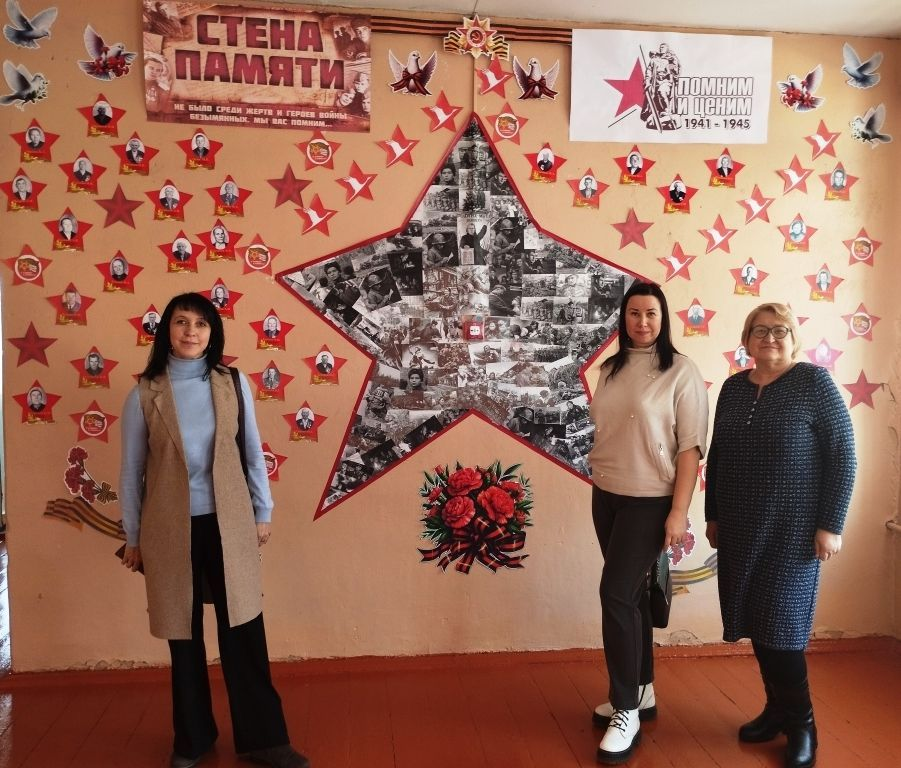 СТЕНА
ПАМЯТИ
НЕ БЫЛО СРЕДИ ЖЕРТВ И ГЕРОЕВ ВОЙНЫ
БЕЗЫМЯННЫХ. МЫ ВАС ПОМНИМ...
ПОМНИМ
И ЦЕНИМ
1941 - 1945